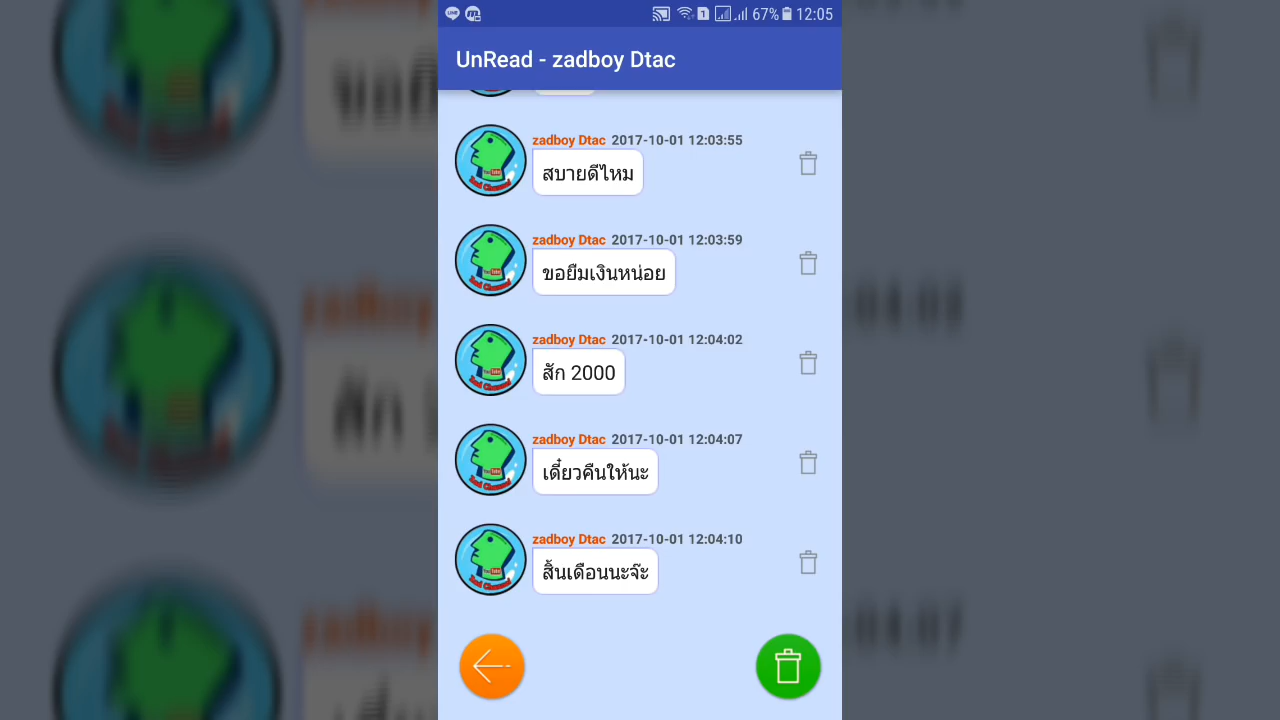 67% 12:05
UnRead - zadboy Dtac
zadboy Dtac 2017-10-01 12:03:55
สบายดีไหม
zadboy Dtac 2017-10-01 12:03:59
ขอยืมเงินหน่อย
zadboy Dtac 2017-10-01 12:04:02
สัก 2000
zadboy Dtac 2017-10-01 12:04:07
เดี๋ยวคืนให้นะ
zadboy Dtac 2017-10-01 12:04:10
สิ้นเดือนนะจ๊ะ